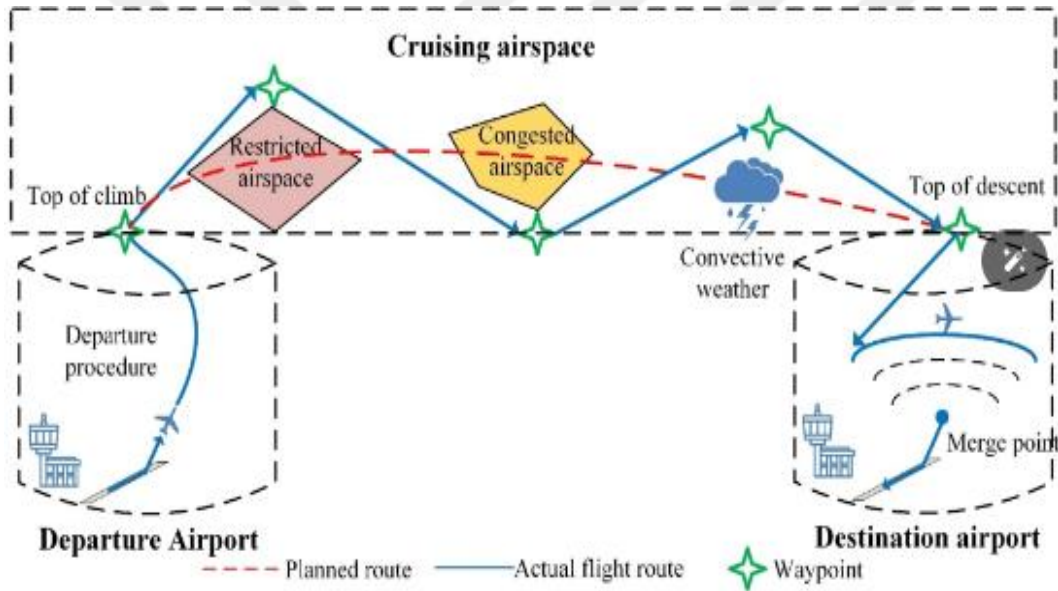 Cruising airspace
Restricted
airspace
Congested
airspace
Top of climb
Top of descent
Convective
weather
Departure
procedure
Merge point
Departure Airport
Destination airport
Planned route
Actual flight route
Waypoint